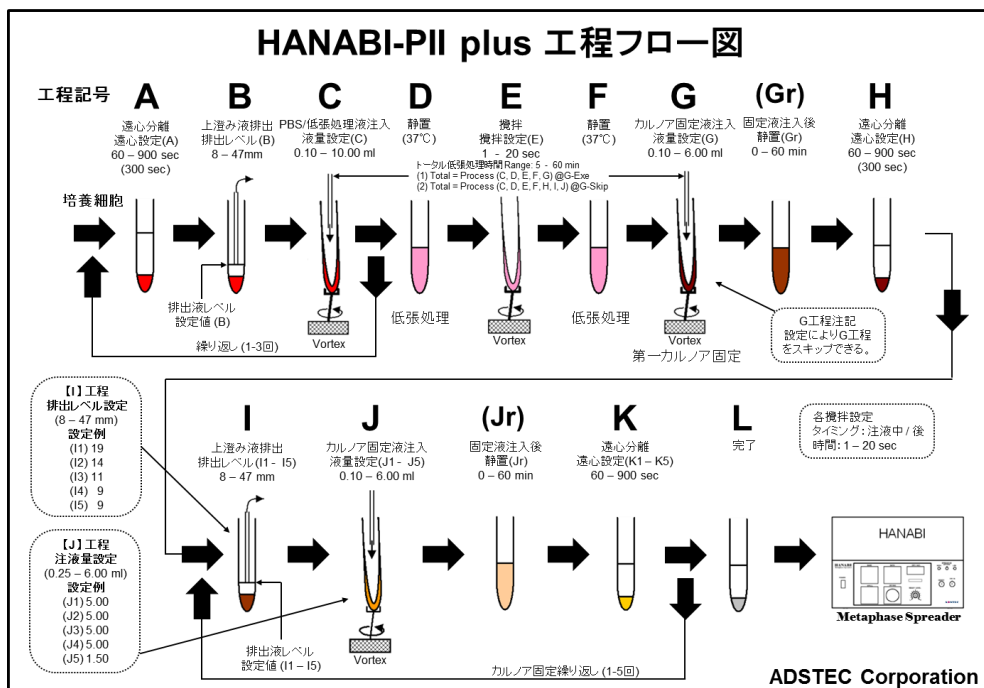 HANABI-PII plus 工程フロー図
工程記号
A
遠心分離
遠心設定(A)
60 – 900 sec
(300 sec)
B
上澄み液排出
排出レベル(B)
8 – 47mm
C
PBS/低張処理液注入
液量設定(C)
0.10 – 10.00 ml
D
静置
(37℃)
E
攪拌
攪拌設定(E)
1 - 20 sec
F
静置
(37℃)
G
カルノア固定液注入
液量設定(G)
0.10 – 6.00 ml
(Gr)
固定液注入後
静置(Gr)
0 – 60 min
H
遠心分離
遠心設定(H)
60 – 900 sec
(300 sec)
トータル低張処理時間 Range: 5 - 60 min
(1) Total = Process (C, D, E, F, G) @G-Exe
(2) Total = Process (C, D, E, F, H, I, J) @G-Skip
培養細胞
排出液レベル
設定値(B)
繰り返し(1-3回)
Vortex
低張処理
Vortex
低張処理
Vortex
第一カルノア固定
G工程注記
設定によりG工程
をスキップできる。
【I】工程
排出レベル設定
(8 – 47 mm)
設定例
(I1) 19
(I2) 14
(I3) 11
(I4) 9
(I5) 9
【J】工程
注液量設定
(0.25 – 6.00 ml)
設定例
(J1) 5.00
(J2) 5.00
(J3) 5.00
(J4) 5.00
(J5) 1.50
I
上澄み液排出
排出レベル(I1 - I5)
8 – 47 mm
J
カルノア固定液注入
液量設定(J1- J5)
0.10 – 6.00 ml
(Jr)
固定液注入後
静置(Jr)
0 – 60 min
K
遠心分離
遠心設定(K1 – K5)
60 – 900 sec
L
完了
各攪拌設定
タイミング:注液中/後
時間:1 – 20 sec
排出液レベル
設定値(I1 – I5)
Vortex
カルノア固定繰り返し(1-5回)
HANABI
Metaphase Spreader
ADSTEC Corporation